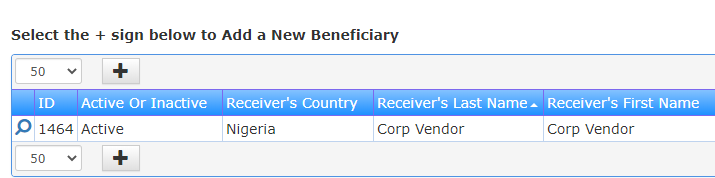 Select the + sign below to Add a New Beneficiary
50 +
ID Active Or Inactive Receiver's Country Receiver's Last Name Receiver's First Name
1464 Active Nigeria Corp Vendor Corp Vendor
50 +